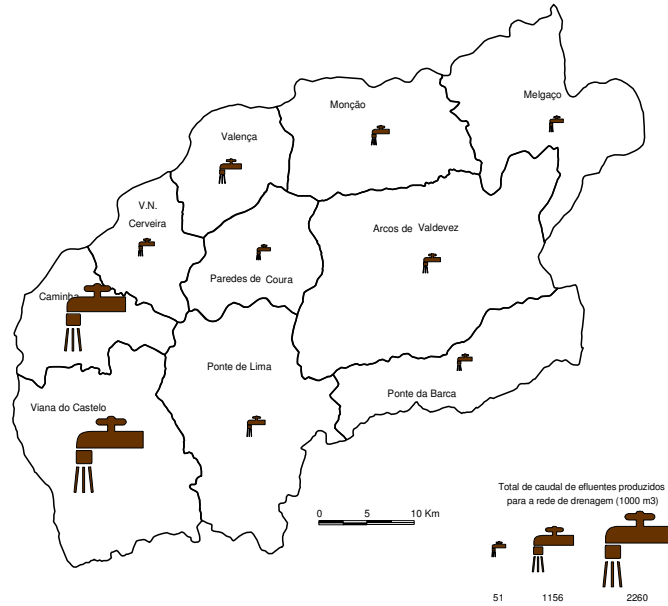 Melgaço
Monção
Valença
V.N.
Cerveira
Arcos de Valdevez
Paredes de Coura
Caminha
Ponte de Lima
Ponte da Barca
Viana do Castelo
Total de caudal de efluentes produzidos
para a rede de drenagem (1000 m3)
0 5 10 Km
51 1156 2260